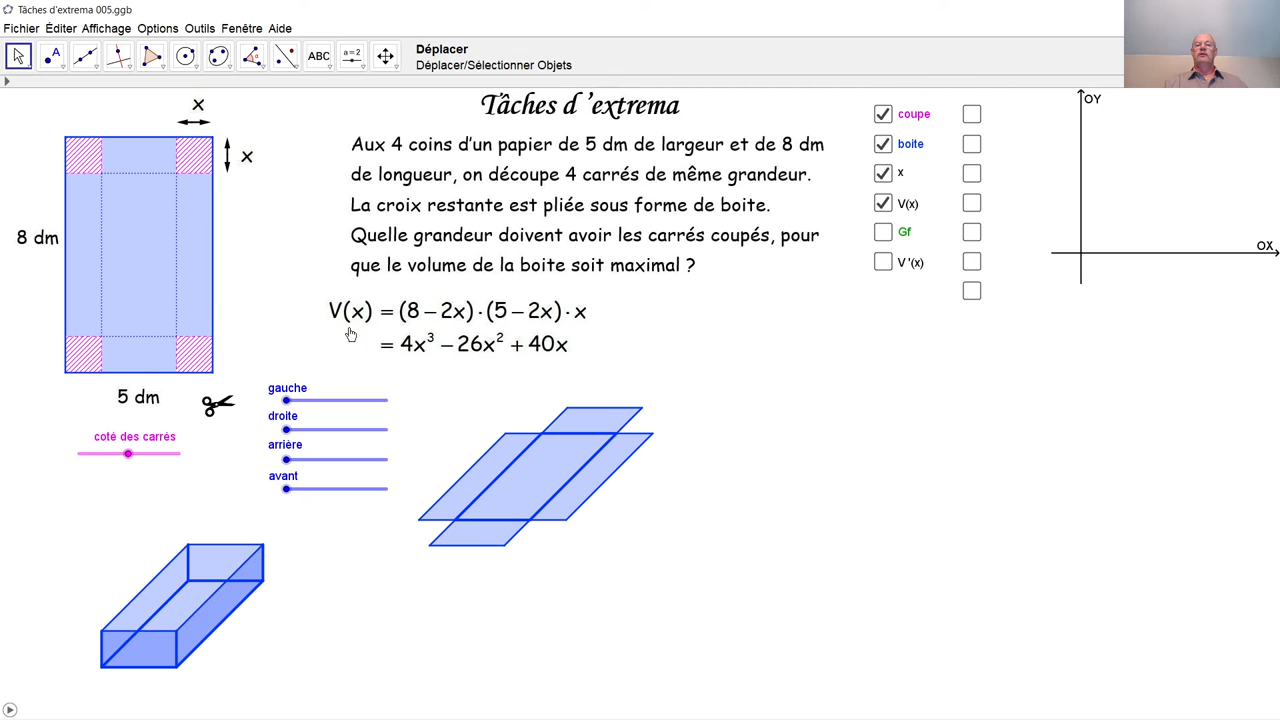 Tâches d'extrema 005.ggb
Fichier Éditer Affichage Options Outils Fenêtre Aide
A
ABC
a=2
Déplacer
Déplacer/Sélectionner Objets
Tâches d'extrema
Aux 4 coins d'un papier de 5 dm de largeur et de 8 dm
de longueur, on découpe 4 carrés de même grandeur.
La croix restante est pliée sous forme de boite.
Quelle grandeur doivent avoir les carrés coupés, pour
que le volume de la boite soit maximal ?
V(x) = (8 − 2x) · (5 − 2x) · x
= 4x³ − 26x² + 40x
x
x
8 dm
5 dm
coté des carrés
gauche
droite
arrière
avant
coupe
boite
x
V(x)
Gf
V '(x)
OY
OX